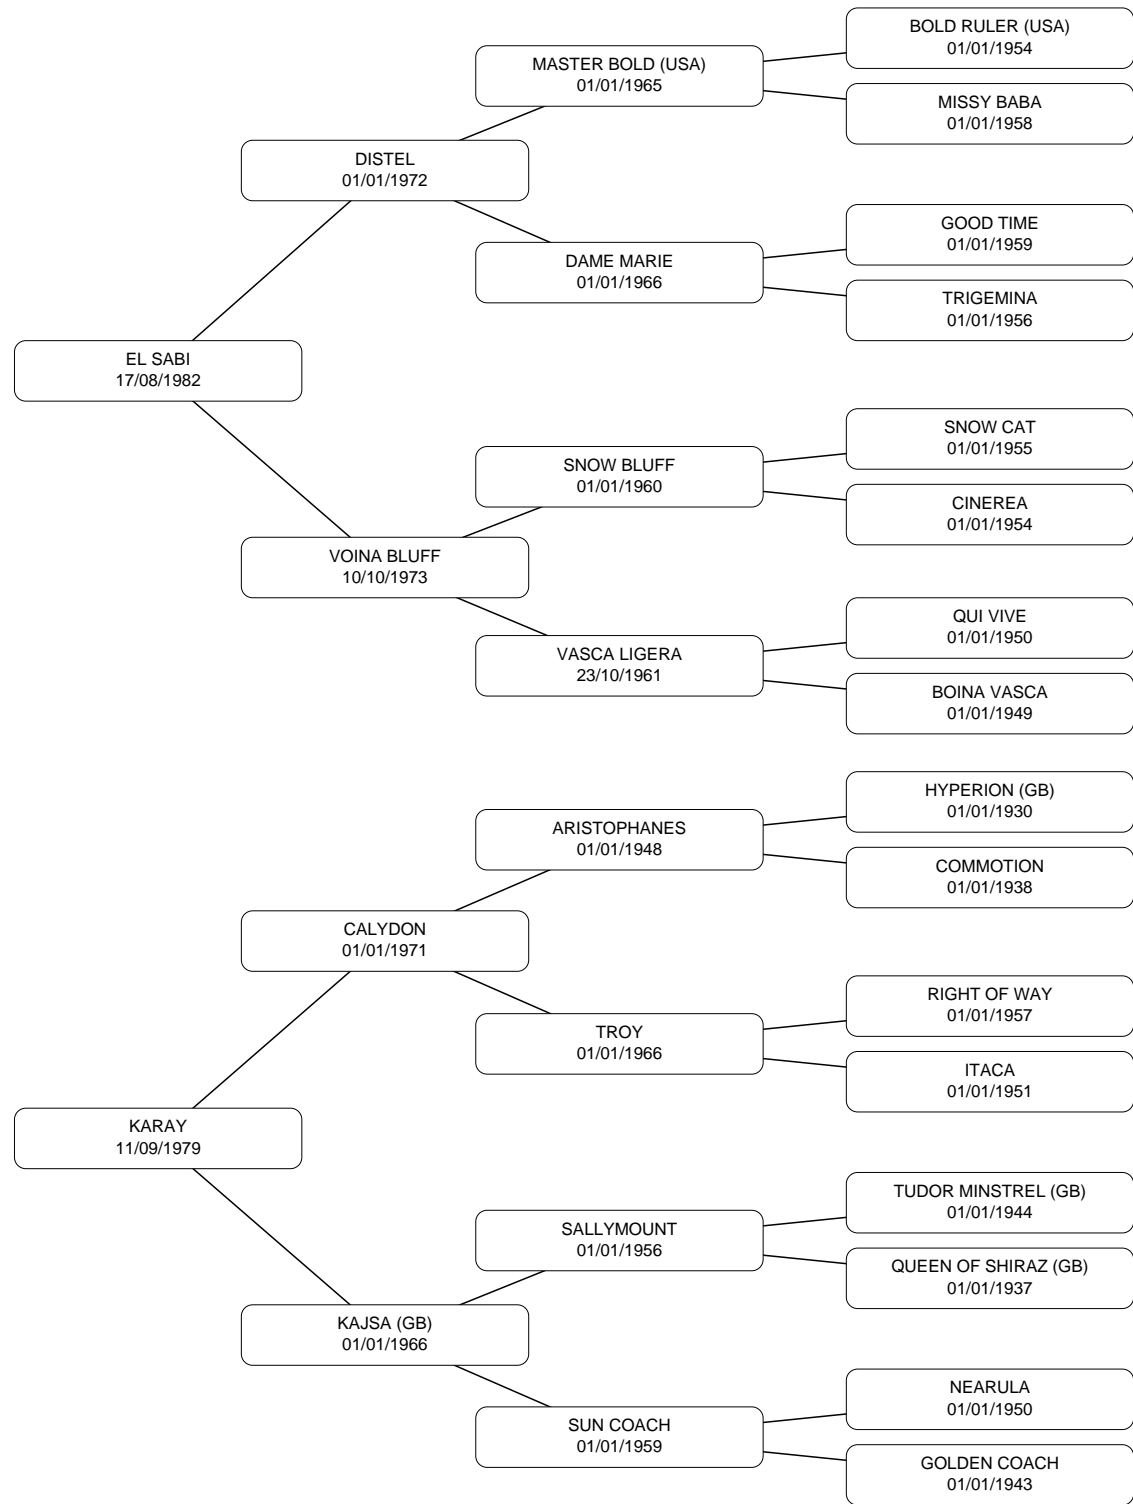 BOLD RULER (USA)
01/01/1954
MASTER BOLD (USA)
01/01/1965
MISSY BABA
01/01/1958
DISTEL
01/01/1972
GOOD TIME
01/01/1959
DAME MARIE
01/01/1966
TRIGEMINA
01/01/1956
EL SABI
17/08/1982
SNOW CAT
01/01/1955
SNOW BLUFF
01/01/1960
CINEREA
01/01/1954
VOINA BLUFF
10/10/1973
QUI VIVE
01/01/1950
VASCA LIGERA
23/10/1961
BOINA VASCA
01/01/1949
HYPERION (GB)
01/01/1930
ARISTOPHANES
01/01/1948
COMMOTION
01/01/1938
CALYDON
01/01/1971
RIGHT OF WAY
01/01/1957
TROY
01/01/1966
ITACA
01/01/1951
KARAY
11/09/1979
TUDOR MINSTREL (GB)
01/01/1944
SALLYMOUNT
01/01/1956
QUEEN OF SHIRAZ (GB)
01/01/1937
KAJSA (GB)
01/01/1966
NEARULA
01/01/1950
SUN COACH
01/01/1959
GOLDEN COACH
01/01/1943